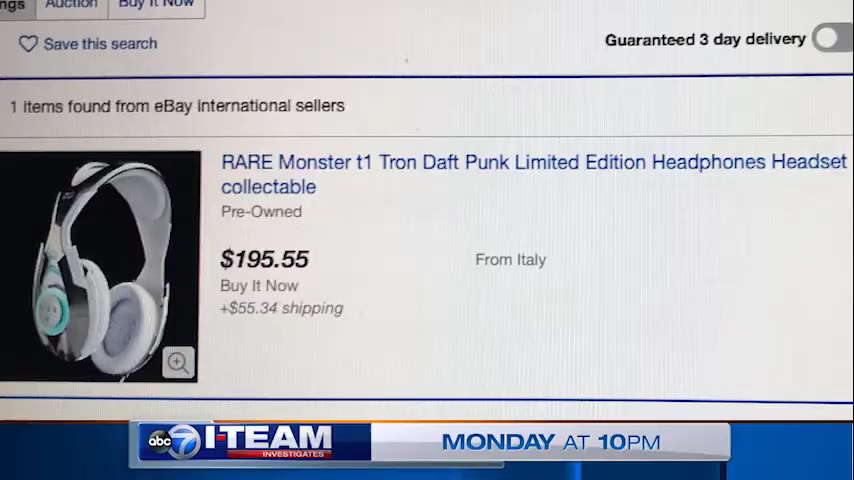 ngs Auction Buy It Now
Save this search
Guaranteed 3 day delivery
1 items found from eBay international sellers
RARE Monster t1 Tron Daft Punk Limited Edition Headphones Headset
collectable
Pre-Owned
$195.55
From Italy
Buy It Now
+$55.34 shipping
abc 7 I-TEAM
INVESTIGATES
MONDAY AT 10PM